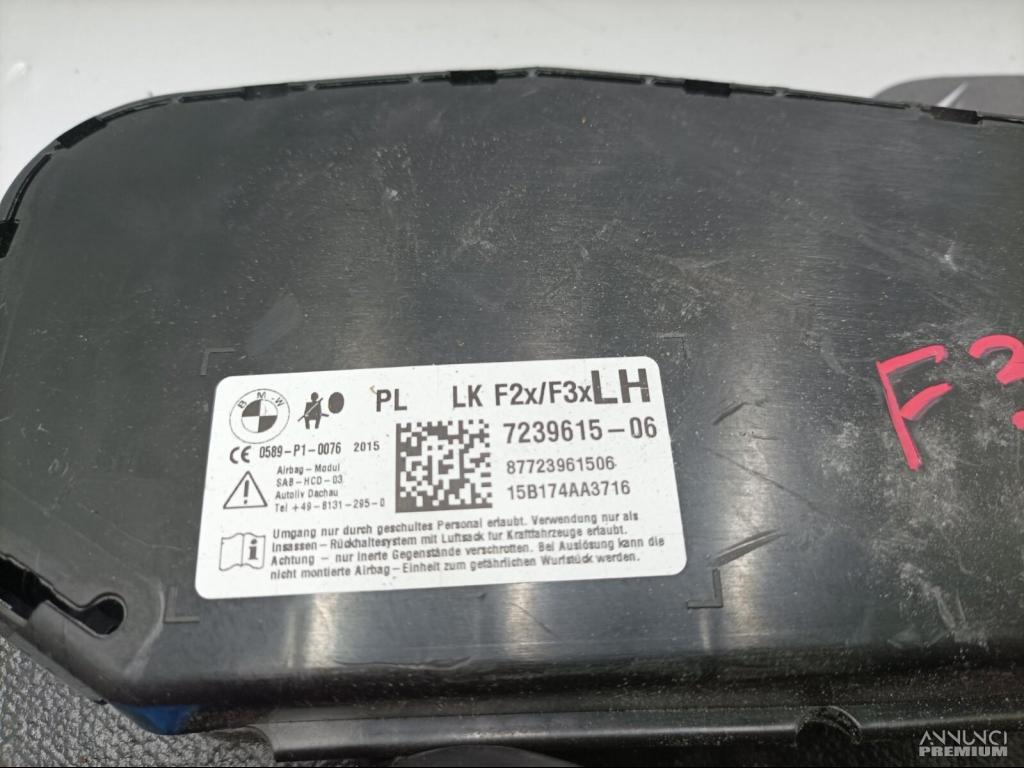 BMW
PL LK F2x/F3x LH
7239615-06
CE 0589-P1-0076 2015
87723961506
Airbag-Modul
SAB-HCD-03
15B174AA3716
Autoliv Dachau
Tel +49-8131-295-0
Umgang nur durch geschultes Personal erlaubt. Verwendung nur als
Insassen-Rückhaltesystem mit Luftsack für Kraftfahrzeuge erlaubt.
Achtung - nur inerte Gegenstände verschrotten. Bei Auslösung kann die
nicht montierte Airbag-Einheit zum gefährlichen Wurfstück werden.
F3
ANNUNCI
PREMIUM